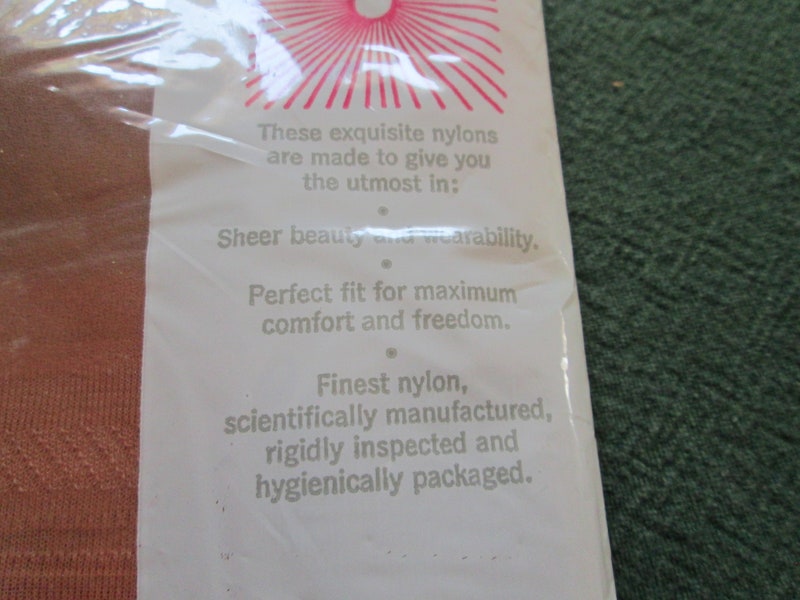 These exquisite nylons
are made to give you
the utmost in:
Sheer beauty and wearability.
Perfect fit for maximum
comfort and freedom.
Finest nylon,
scientifically manufactured,
rigidly inspected and
hygienically packaged.